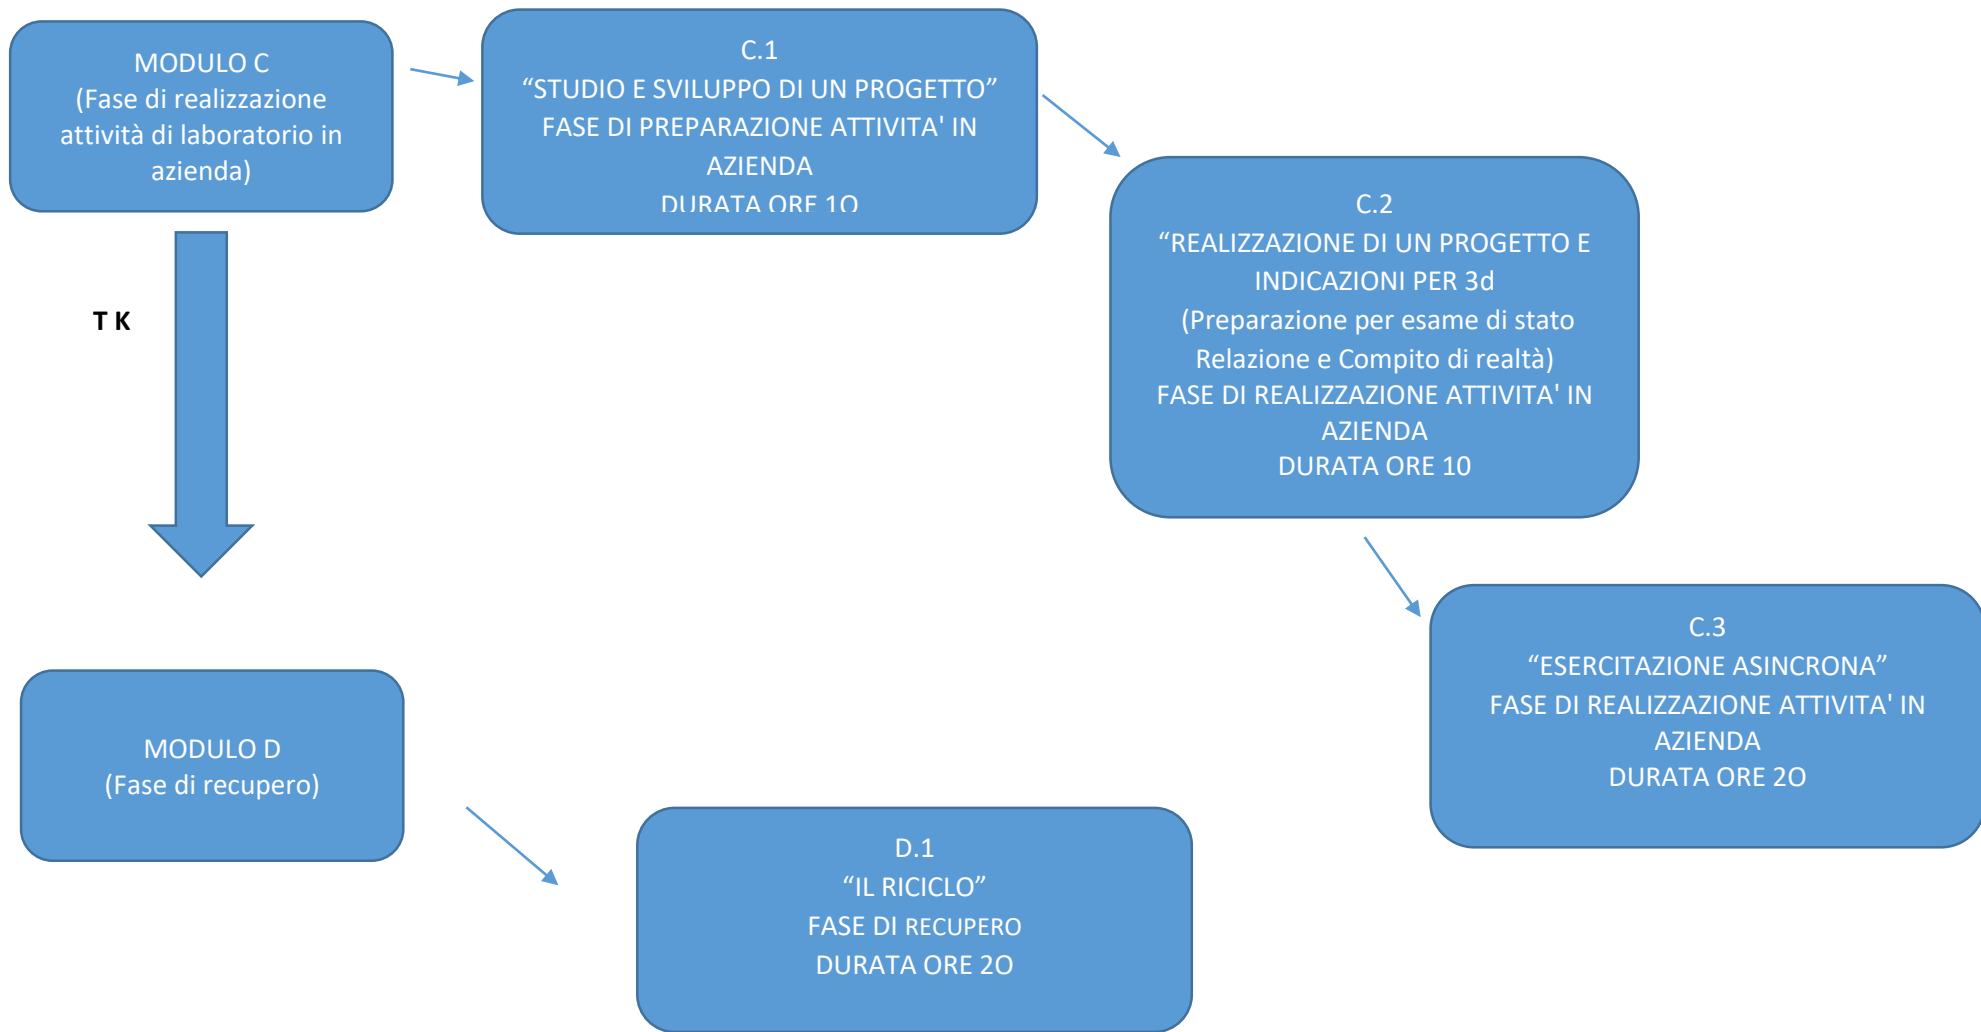 MODULO C
(Fase di realizzazione
attività di laboratorio in
azienda)
C.1
“STUDIO E SVILUPPO DI UN PROGETTO”
FASE DI PREPARAZIONE ATTIVITA' IN
AZIENDA
DURATA ORE 1O
C.2
“REALIZZAZIONE DI UN PROGETTO E
INDICAZIONI PER 3d
(Preparazione per esame di stato
Relazione e Compito di realtà)
FASE DI REALIZZAZIONE ATTIVITA' IN
AZIENDA
DURATA ORE 10
T K
C.3
“ESERCITAZIONE ASINCRONA”
FASE DI REALIZZAZIONE ATTIVITA' IN
AZIENDA
DURATA ORE 2O
MODULO D
(Fase di recupero)
D.1
“IL RICICLO”
FASE DI RECUPERO
DURATA ORE 2O